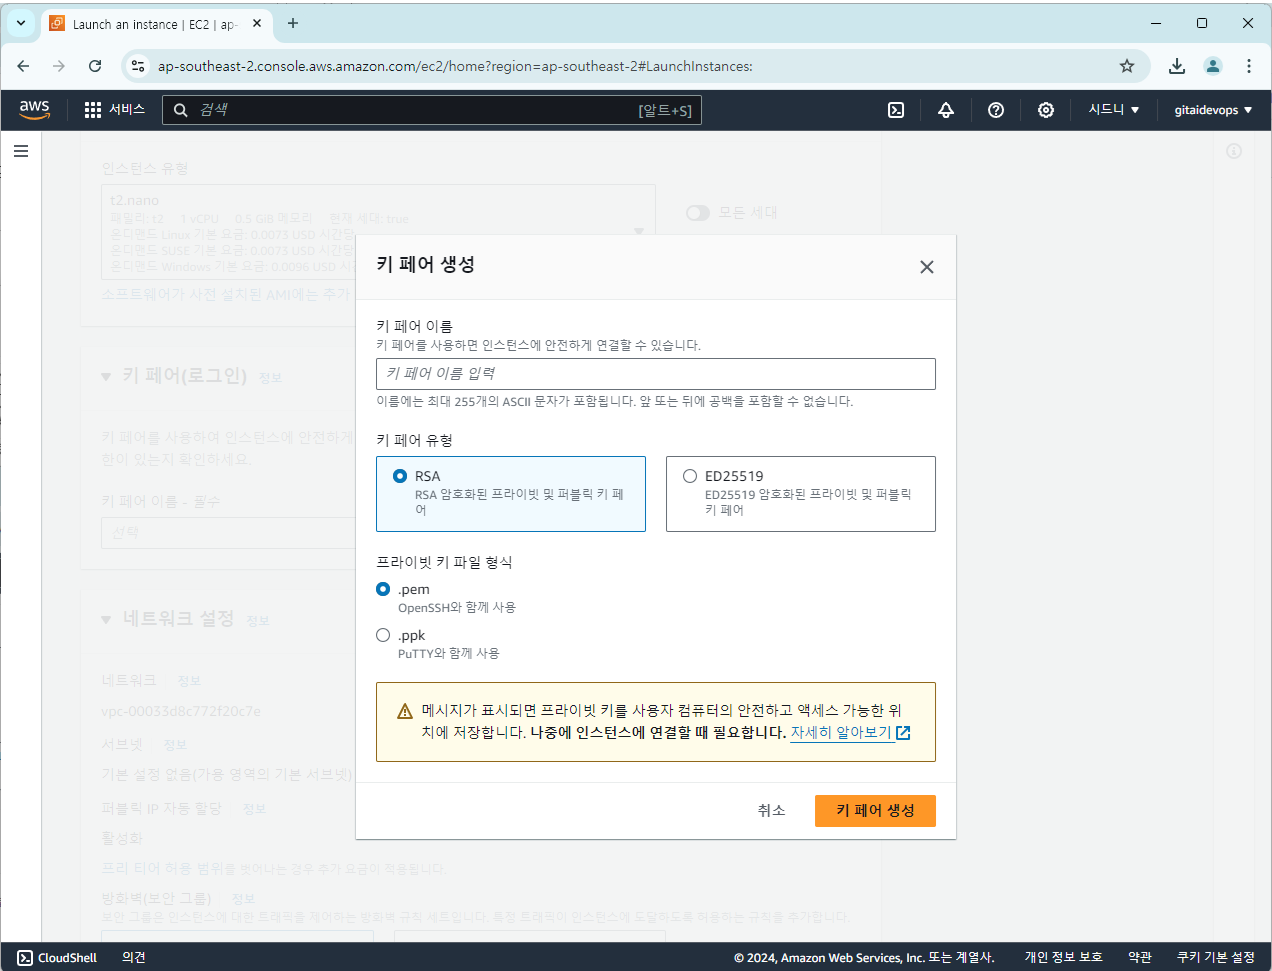 Launch an instance | EC2 | ap-
ap-southeast-2.console.aws.amazon.com/ec2/home?region=ap-southeast-2#LaunchInstances:
aws 서비스 검색 [알트+S] 시드니 gitaidevops
인스턴스 유형
t2.nano
패밀리: t2 1 vCPU 0.5 GiB 메모리 현재 세대: true
온디맨드 Linux 기본 요금: 0.0073 USD 시간당
온디맨드 SUSE 기본 요금: 0.0073 USD 시간당
온디맨드 Windows 기본 요금: 0.0096 USD
모든 세대
소프트웨어가 사전 설치된 AMI에는 추가
키 페어(로그인) 정보
키 페어를 사용하여 인스턴스에 안전하게
한이 있는지 확인하세요.
키 페어 이름 - 필수
선택
네트워크 설정 정보
네트워크 정보
vpc-00033d8c772f20c7e
서브넷 정보
기본 설정 없음(가용 영역의 기본 서브넷)
퍼블릭 IP 자동 할당 정보
활성화
프리 티어 허용 범위를 벗어나는 경우 추가 요금이 적용됩니다.
방화벽(보안 그룹) 정보
보안 그룹은 인스턴스에 대한 트래픽을 제어하는 방화벽 규칙 세트입니다. 특정 트래픽이 인스턴스에 도달하도록 허용하는 규칙을 추가합니다.
키 페어 생성
키 페어 이름
키 페어를 사용하면 인스턴스에 안전하게 연결할 수 있습니다.
키 페어 이름 입력
이름에는 최대 255개의 ASCII 문자가 포함됩니다. 앞 또는 뒤에 공백을 포함할 수 없습니다.
키 페어 유형
RSA
RSA 암호화된 프라이빗 및 퍼블릭 키 페
어
ED25519
ED25519 암호화된 프라이빗 및 퍼블릭
키 페어
프라이빗 키 파일 형식
.pem
OpenSSH와 함께 사용
.ppk
PuTTY와 함께 사용
메시지가 표시되면 프라이빗 키를 사용자 컴퓨터의 안전하고 액세스 가능한 위
치에 저장합니다. 나중에 인스턴스에 연결할 때 필요합니다. 자세히 알아보기
취소 키 페어 생성
CloudShell 의견 © 2024, Amazon Web Services, Inc. 또는 계열사. 개인 정보 보호 약관 쿠키 기본 설정